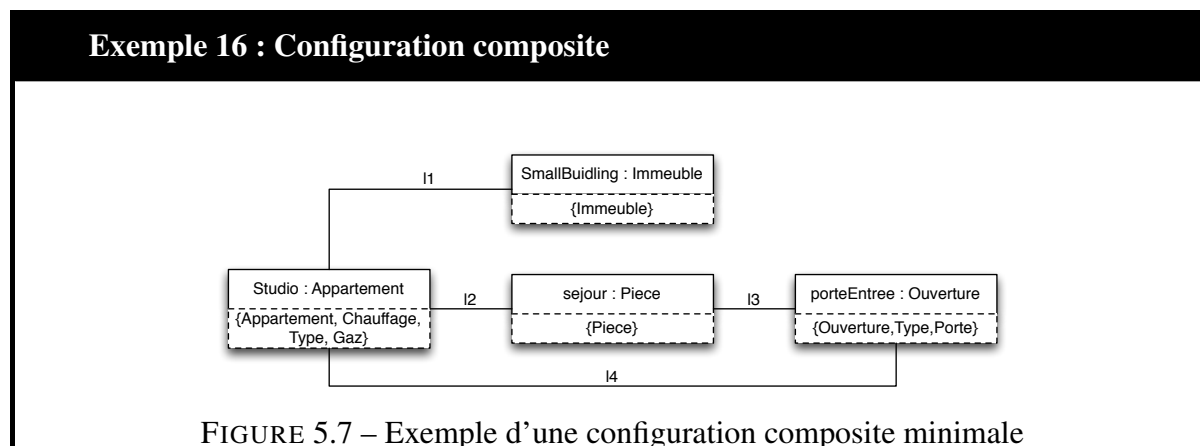 Exemple 16 : Configuration composite
l1
SmallBuidling : Immeuble
{Immeuble}
Studio : Appartement
{Appartement, Chauffage,
Type, Gaz}
l2
sejour : Piece
{Piece}
l3
porteEntree : Ouverture
{Ouverture,Type,Porte}
l4
FIGURE 5.7 – Exemple d'une configuration composite minimale